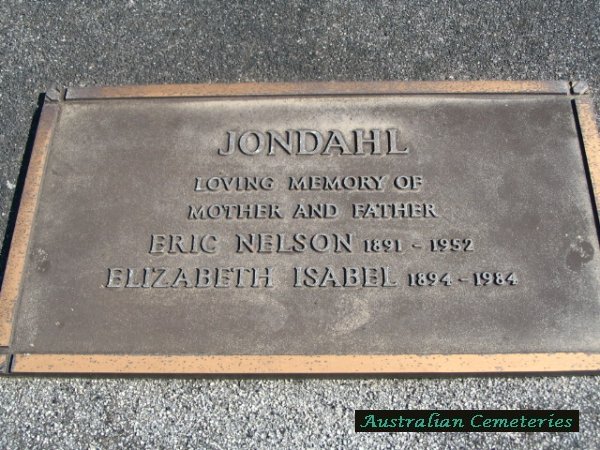 JONDAHL
LOVING MEMORY OF
MOTHER AND FATHER
ERIC NELSON 1891 - 1952
ELIZABETH ISABEL 1894 - 1984
Australian Cemeteries